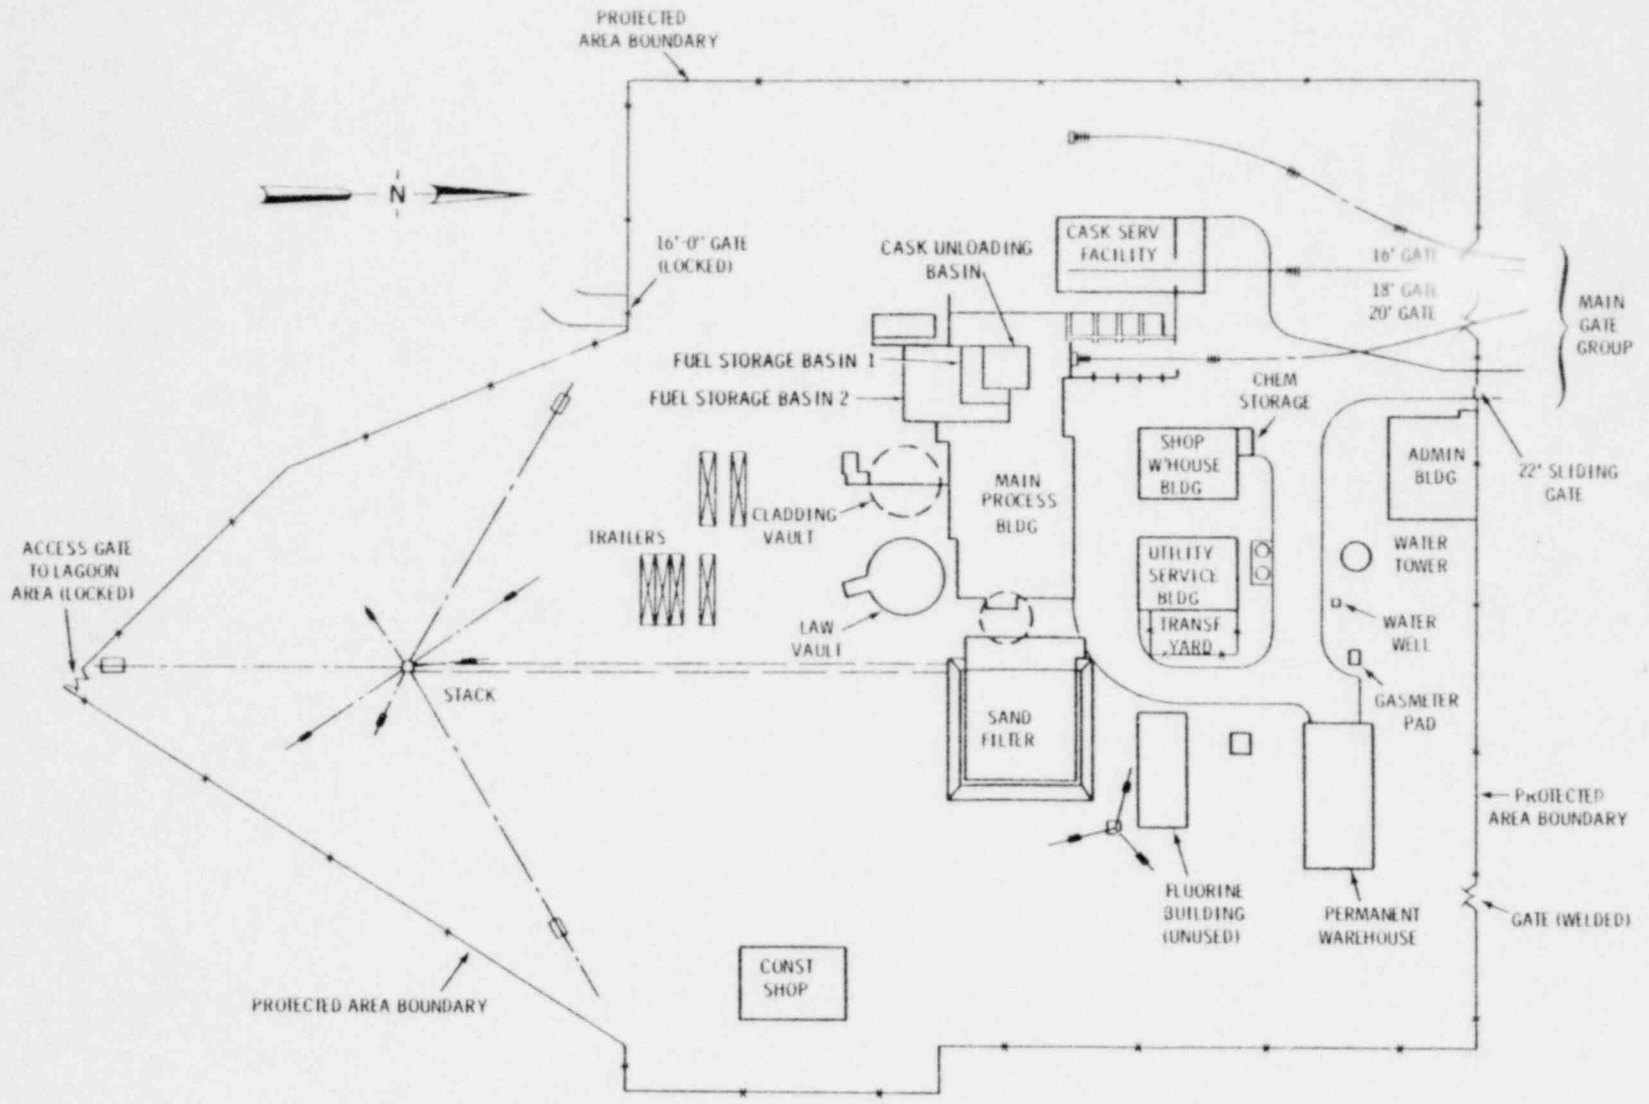 PROTECTED
AREA BOUNDARY
N
16'-0" GATE
(LOCKED)
CASK UNLOADING
BASIN
CASK SERV
FACILITY
16' GATE
18' GATE
20' GATE
MAIN
GATE
GROUP
FUEL STORAGE BASIN 1
FUEL STORAGE BASIN 2
CHEM
STORAGE
SHOP
W'HOUSE
BLDG
ADMIN
BLDG
22' SLIDING
GATE
MAIN
PROCESS
BLDG
CLADDING
VAULT
TRAILERS
ACCESS GATE
TO LAGOON
AREA (LOCKED)
UTILITY
SERVICE
BLDG
WATER
TOWER
LAW
VAULT
TRANSF
YARD
WATER
WELL
STACK
GASMETER
PAD
SAND
FILTER
PROTECTED
AREA BOUNDARY
FLUORINE
BUILDING
(UNUSED)
PERMANENT
WAREHOUSE
GATE (WELDED)
CONST
SHOP
PROTECTED AREA BOUNDARY